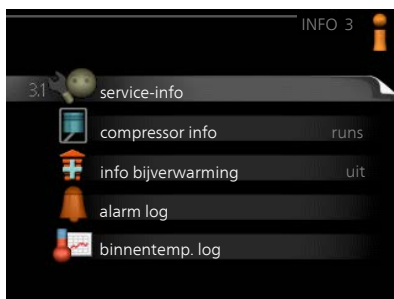 INFO 3
3.1 service-info
compressor info runs
info bijverwarming uit
alarm log
binnentemp. log